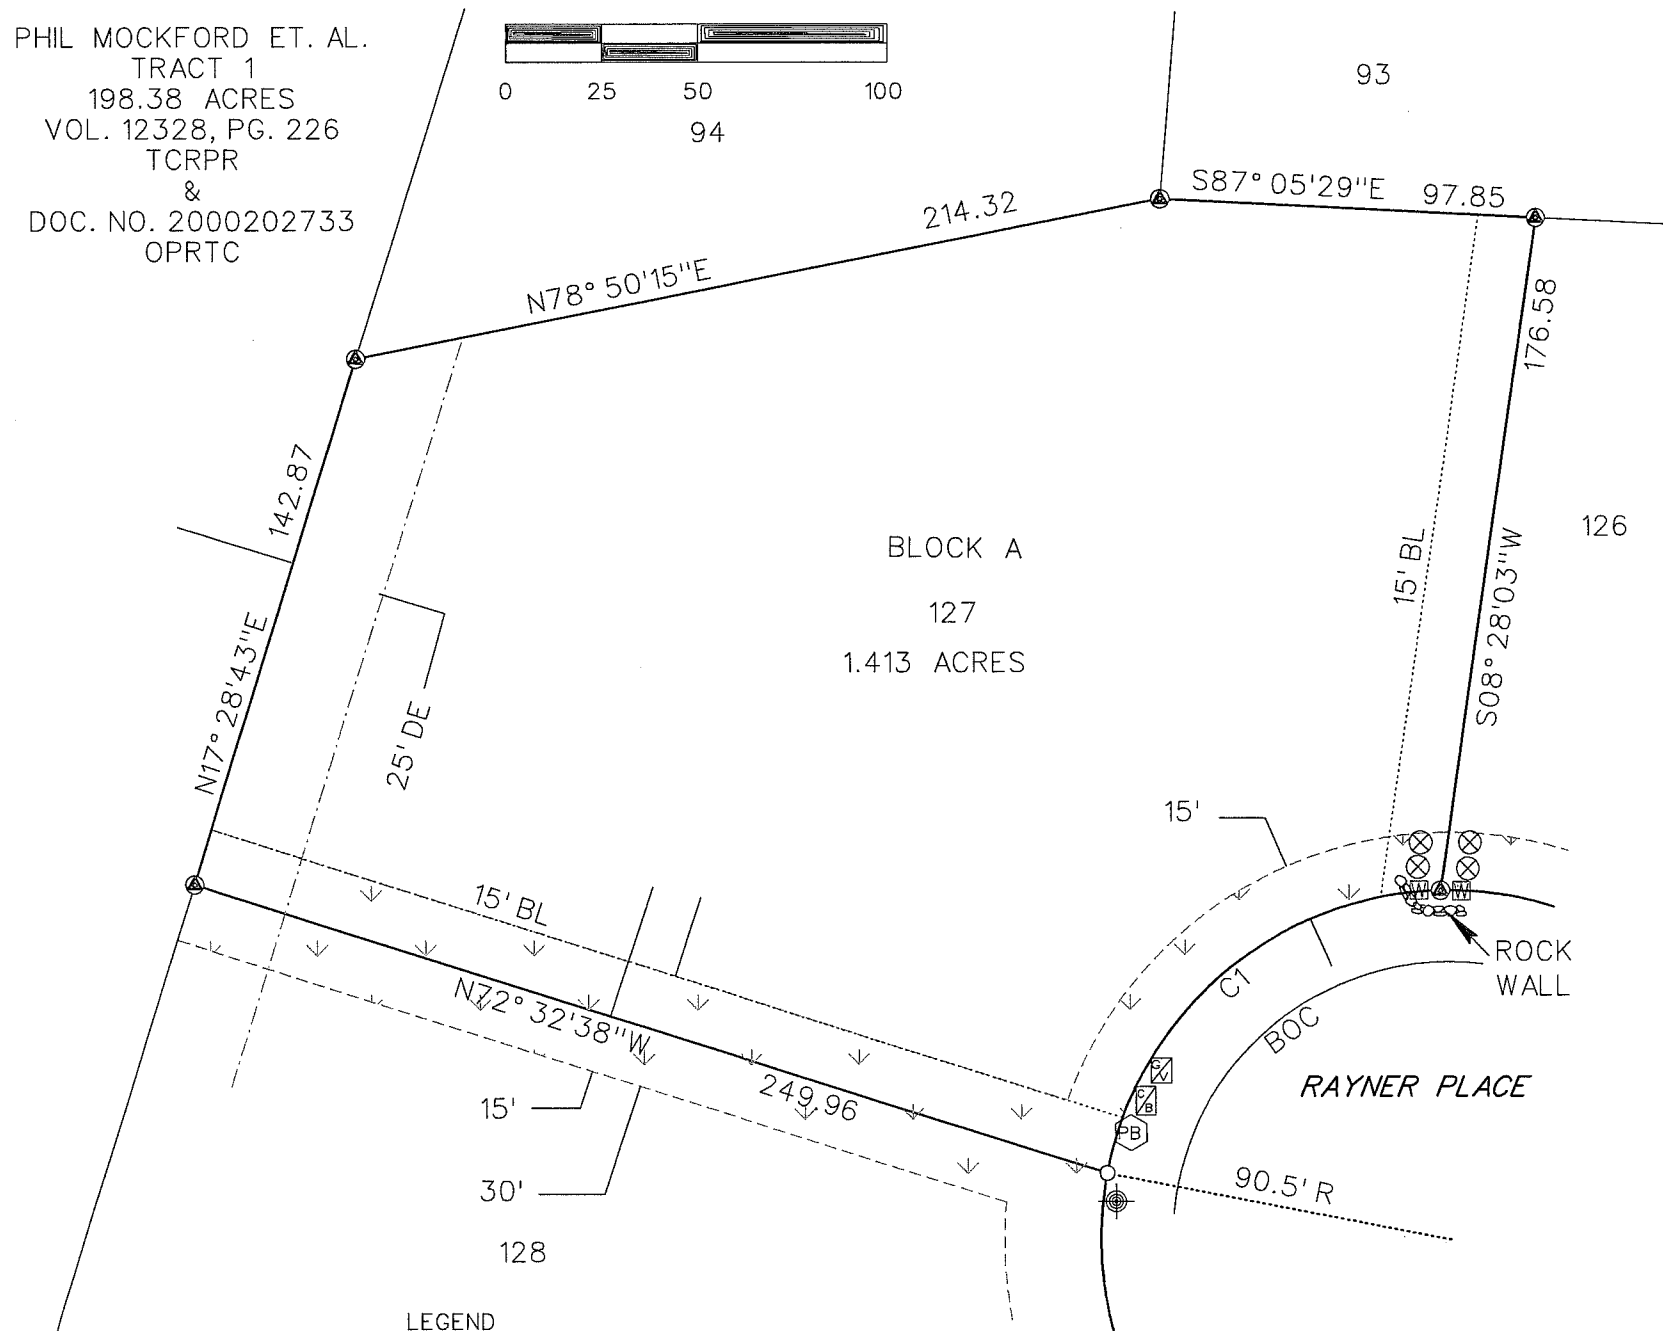 PHIL MOCKFORD ET. AL.
TRACT 1
198.38 ACRES
VOL. 12328, PG. 226
TCRPR
&
DOC. NO. 2000202733
OPRTC
0 25 50 100
94
93
S87° 05'29"E 97.85
214.32
N78° 50'15"E
176.58
142.87
BLOCK A
127
1.413 ACRES
15' BL
126
S08° 28'03"W
N17° 28'43"E
25' DE
15'
15' BL
W W
ROCK
WALL
C1
BOC
N72° 32'38"W
249.96
G/V
C/B
PB
RAYNER PLACE
15'
30'
90.5' R
128
LEGEND